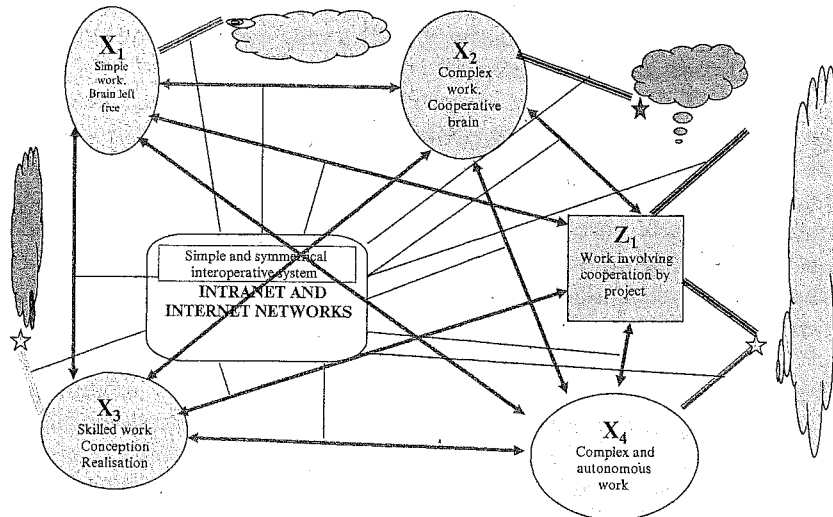 X1
Simple
work.
Brain left
free
X2
Complex
work.
Cooperative
brain
Z1
Work involving
cooperation by
project
Simple and symmetrical
interoperative system
INTRANET AND
INTERNET NETWORKS
X3
Skilled work
Conception
Realisation
X4
Complex and
autonomous
work